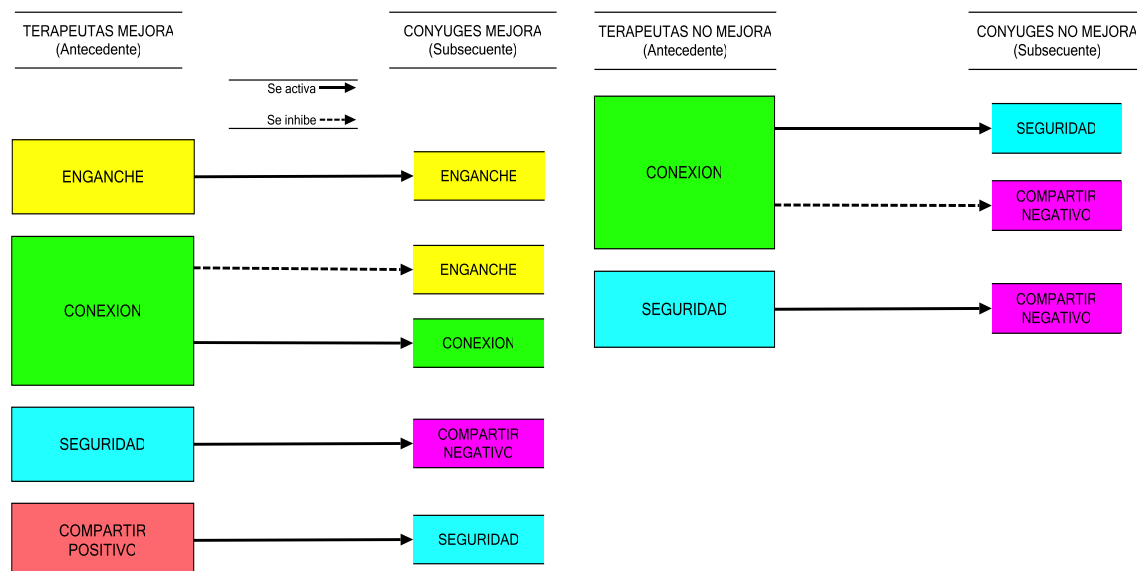 TERAPEUTAS MEJORA
(Antecedente)
CONYUGES MEJORA
(Subsecuente)
Se activa
Se inhibe
ENGANCHE
ENGANCHE
CONEXION
ENGANCHE
CONEXION
SEGURIDAD
COMPARTIR
NEGATIVO
COMPARTIR
POSITIVO
SEGURIDAD
TERAPEUTAS NO MEJORA
(Antecedente)
CONYUGES NO MEJORA
(Subsecuente)
CONEXION
SEGURIDAD
COMPARTIR
NEGATIVO
SEGURIDAD
COMPARTIR
NEGATIVO